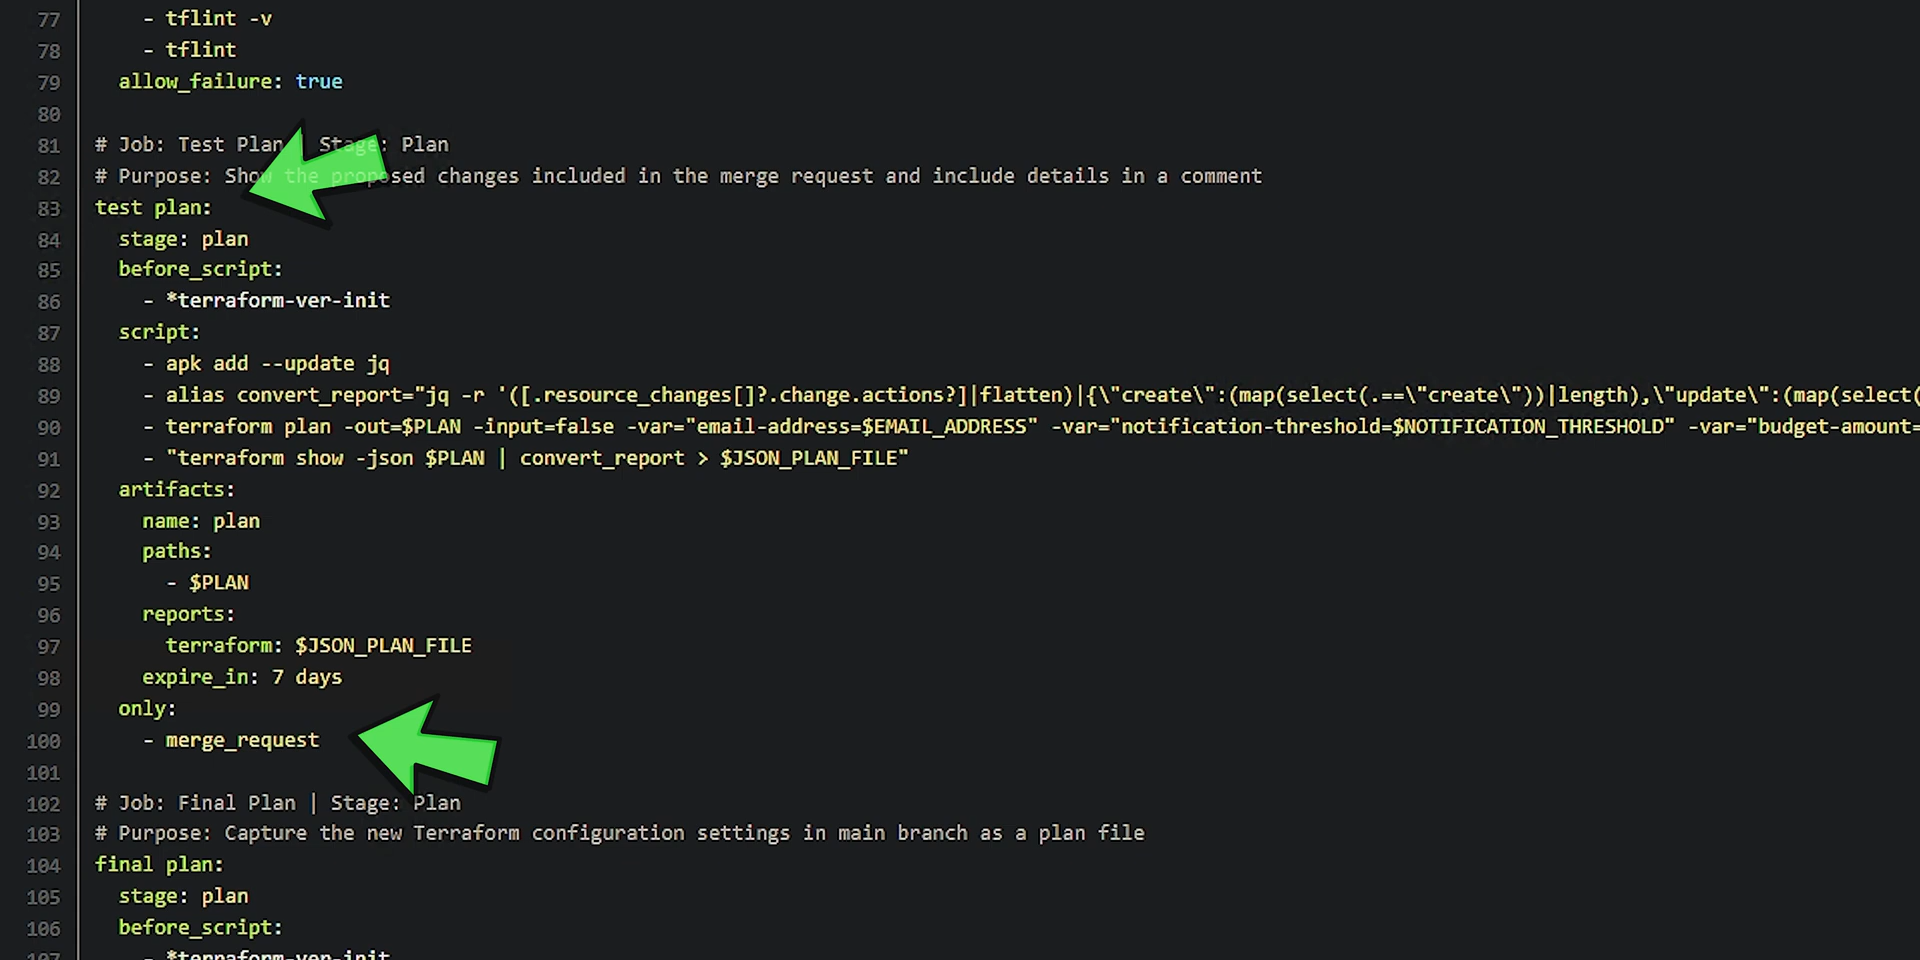 77 - tflint -v
78 - tflint
79 allow_failure: true
80
81 # Job: Test Plan Stage: Plan
82 # Purpose: Show the proposed changes included in the merge request and include details in a comment
83 test plan:
84 stage: plan
85 before_script:
86 - *terraform-ver-init
87 script:
88 - apk add --update jq
89 - alias convert_report="jq -r '([.resource_changes[]?.change.actions?]|flatten)|{\"create\":(map(select(.==\"create\"))|length),\"update\":(map(select(
90 - terraform plan -out=$PLAN -input=false -var="email-address=$EMAIL_ADDRESS" -var="notification-threshold=$NOTIFICATION_THRESHOLD" -var="budget-amount=
91 - "terraform show -json $PLAN | convert_report > $JSON_PLAN_FILE"
92 artifacts:
93 name: plan
94 paths:
95 - $PLAN
96 reports:
97 terraform: $JSON_PLAN_FILE
98 expire_in: 7 days
99 only:
100 - merge_request
101
102 # Job: Final Plan | Stage: Plan
103 # Purpose: Capture the new Terraform configuration settings in main branch as a plan file
104 final plan:
105 stage: plan
106 before_script:
107 - *terraform-ver-init